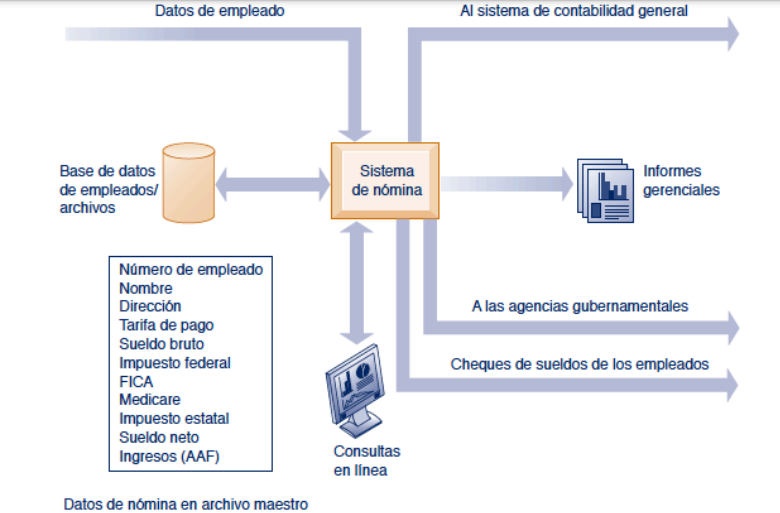 Datos de empleado
Al sistema de contabilidad general
Base de datos
de empleados/
archivos
Sistema
de nómina
Informes
gerenciales
Número de empleado
Nombre
Dirección
Tarifa de pago
Sueldo bruto
Impuesto federal
FICA
Medicare
Impuesto estatal
Sueldo neto
Ingresos (AAF)
A las agencias gubernamentales
Cheques de sueldos de los empleados
Consultas
en línea
Datos de nómina en archivo maestro